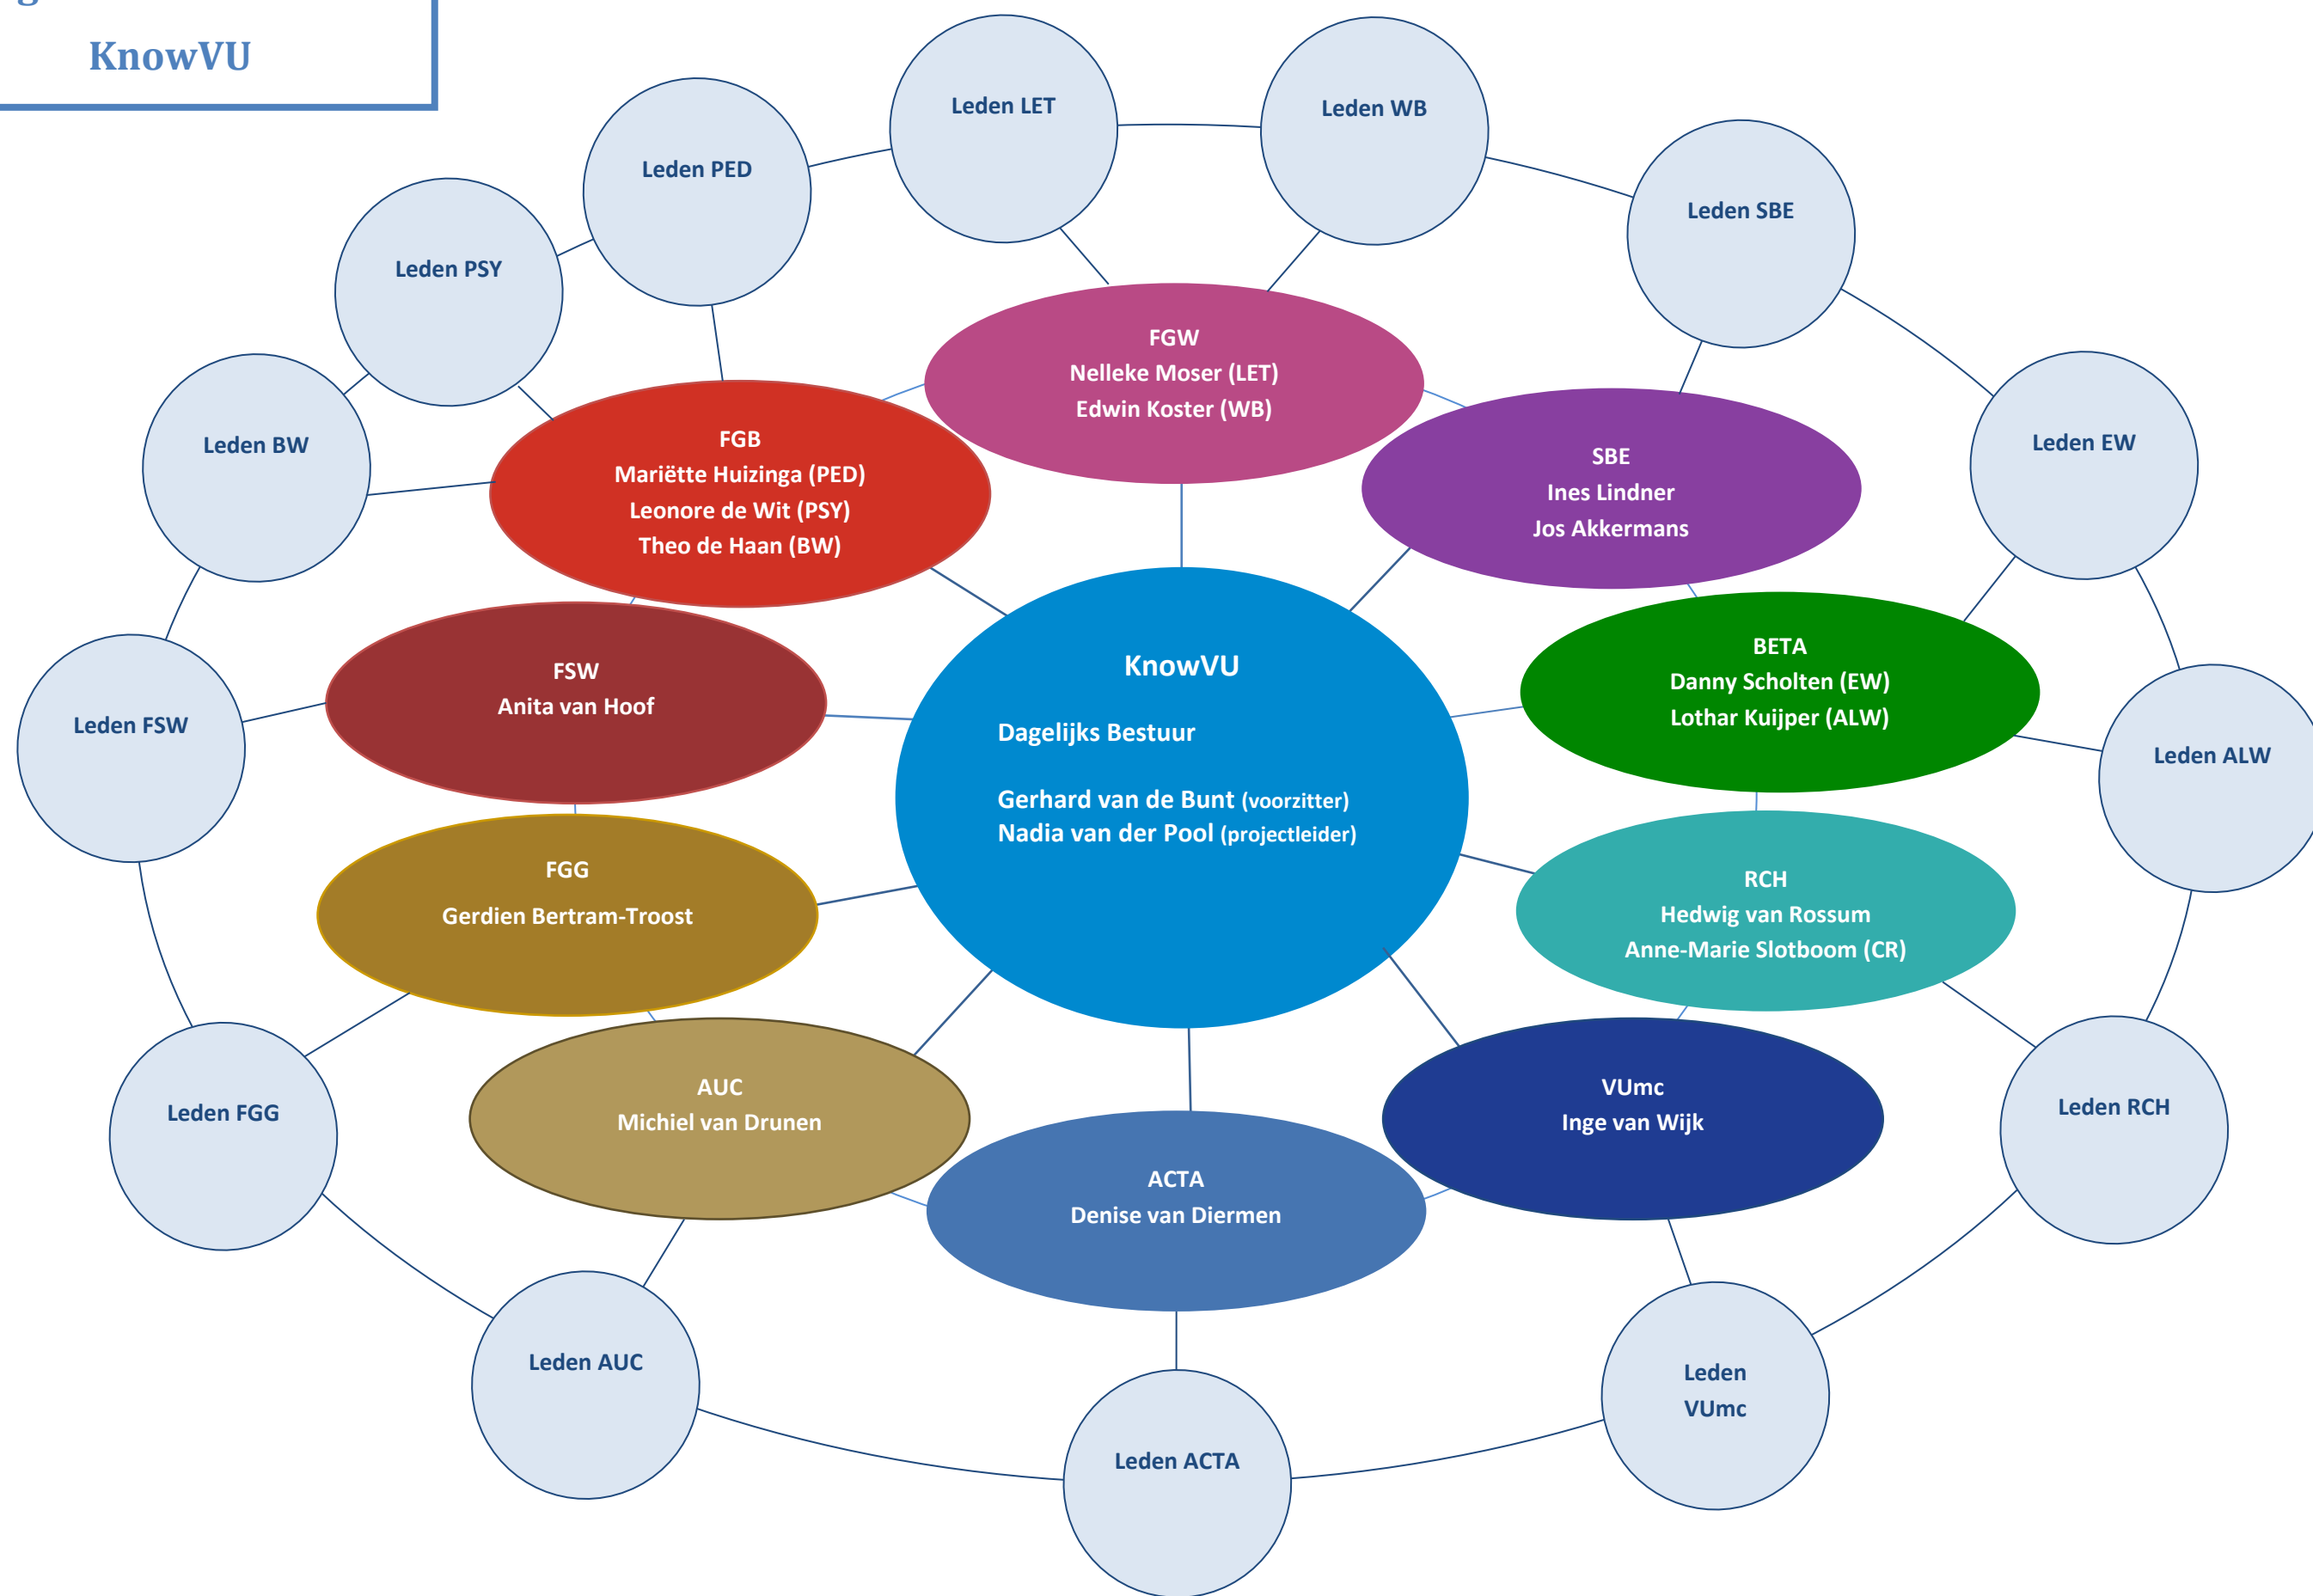 KnowVU
Leden LET
Leden WB
Leden PED
Leden SBE
Leden PSY
Leden BW
Leden EW
FGW
Nelleke Moser (LET)
Edwin Koster (WB)
FGB
Mariëtte Huizinga (PED)
Leonore de Wit (PSY)
Theo de Haan (BW)
SBE
Ines Lindner
Jos Akkermans
FSW
Anita van Hoof
KnowVU
Dagelijks Bestuur
Gerhard van de Bunt (voorzitter)
Nadia van der Pool (projectleider)
BETA
Danny Scholten (EW)
Lothar Kuijper (ALW)
Leden FSW
Leden ALW
FGG
Gerdien Bertram-Troost
RCH
Hedwig van Rossum
Anne-Marie Slotboom (CR)
Leden FGG
AUC
Michiel van Drunen
VUmc
Inge van Wijk
Leden RCH
ACTA
Denise van Diermen
Leden AUC
Leden
VUmc
Leden ACTA